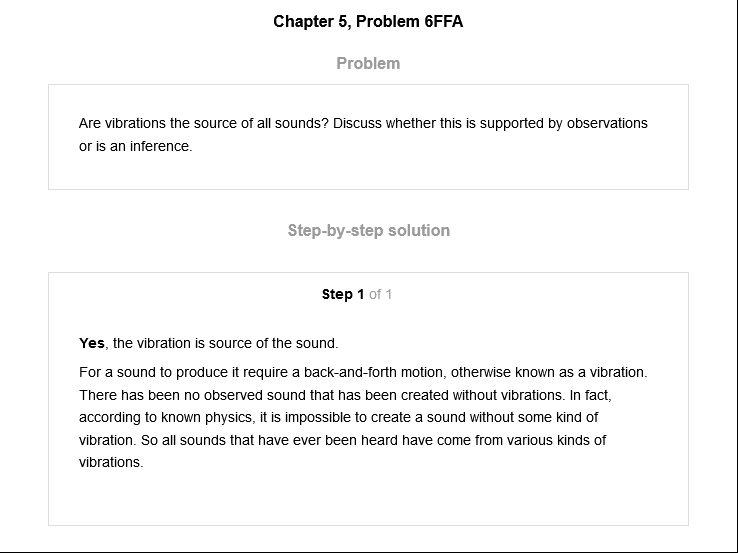 Chapter 5, Problem 6FFA
Problem
Are vibrations the source of all sounds? Discuss whether this is supported by observations
or is an inference.
Step-by-step solution
Step 1 of 1
Yes, the vibration is source of the sound.
For a sound to produce it require a back-and-forth motion, otherwise known as a vibration.
There has been no observed sound that has been created without vibrations. In fact,
according to known physics, it is impossible to create a sound without some kind of
vibration. So all sounds that have ever been heard have come from various kinds of
vibrations.